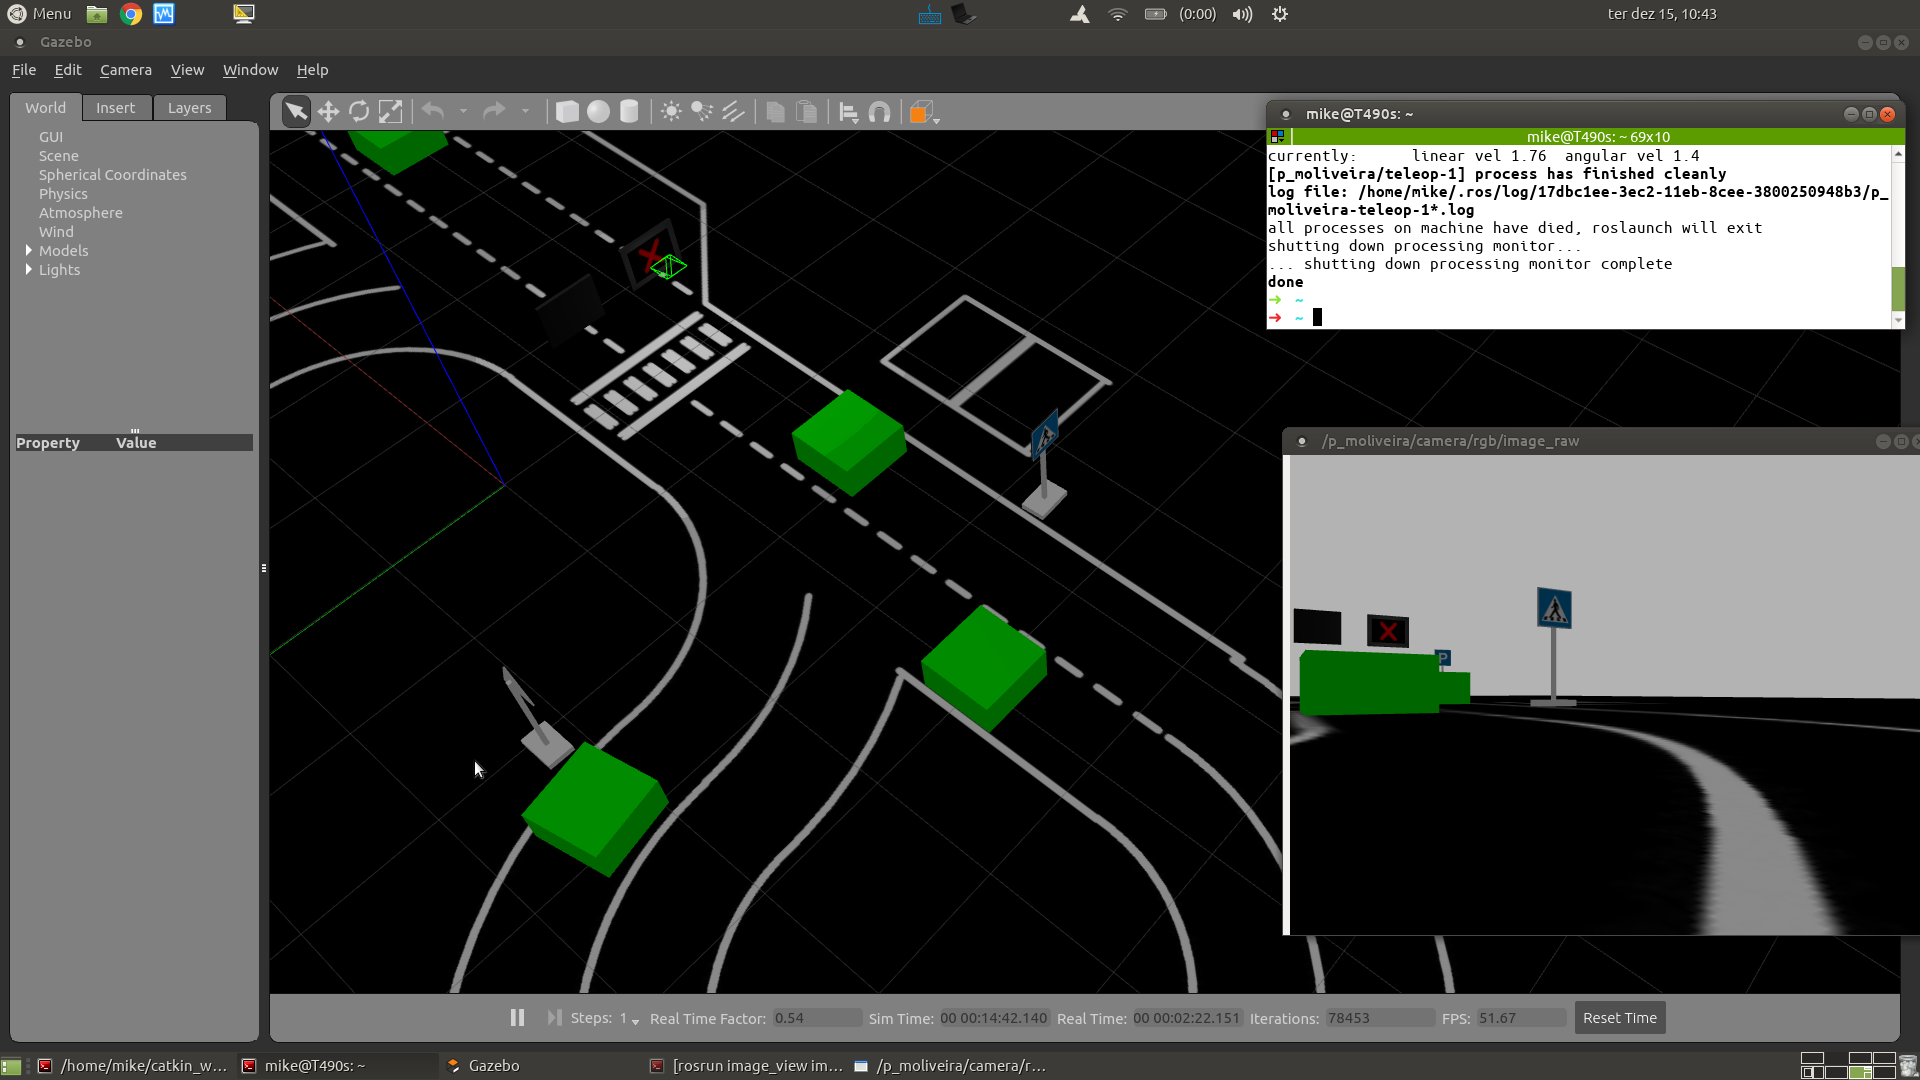 Menu
(0:00)
ter dez 15, 10:43
Gazebo
File Edit Camera View Window Help
World Insert Layers
GUI
Scene
Spherical Coordinates
Physics
Atmosphere
Wind
Models
Lights
Property Value
mike@T490s: ~
mike@T490s: ~ 69x10
currently: linear vel 1.76 angular vel 1.4
[p_moliveira/teleop-1] process has finished cleanly
log file: /home/mike/.ros/log/17dbc1ee-3ec2-11eb-8cee-3800250948b3/p_
moliveira-teleop-1*.log
all processes on machine have died, roslaunch will exit
shutting down processing monitor...
... shutting down processing monitor complete
done
➜ ~
➜ ~
/p_moliveira/camera/rgb/image_raw
P
Steps: 1 Real Time Factor: 0.54 Sim Time: 00 00:14:42.140 Real Time: 00 00:02:22.151 Iterations: 78453 FPS: 51.67 Reset Time
/home/mike/catkin_w... mike@T490s: ~ Gazebo [rosrun image_view im... /p_moliveira/camera/r...